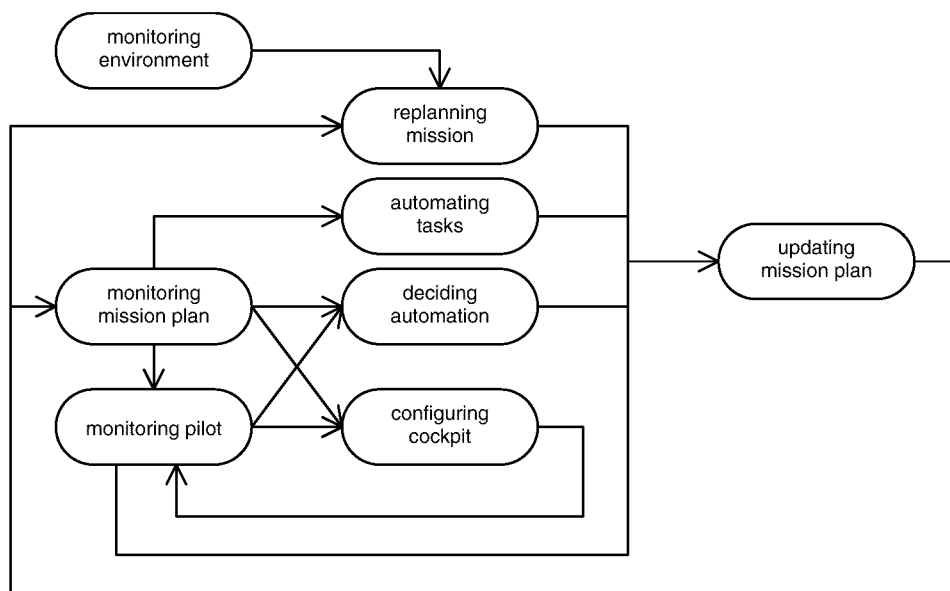 monitoring
environment
replanning
mission
automating
tasks
updating
mission plan
monitoring
mission plan
deciding
automation
monitoring pilot
configuring
cockpit